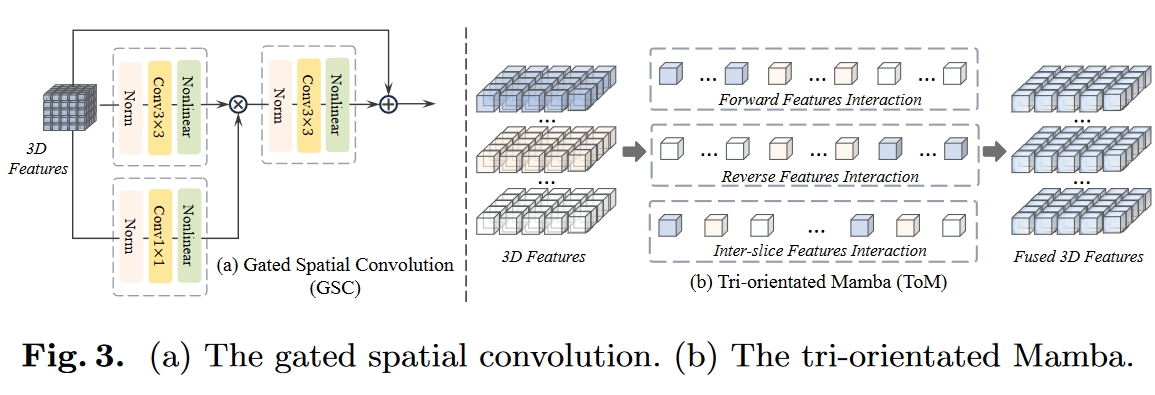 3D
Features
Norm
Conv3×3
Nonlinear
Norm
Conv3×3
Nonlinear
Norm
Conv1×1
Nonlinear
(a) Gated Spatial Convolution
(GSC)
...
...
3D Features
... ...
Forward Features Interaction
... ...
Reverse Features Interaction
...
Inter-slice Features Interaction
(b) Tri-orientated Mamba (ToM)
...
...
Fused 3D Features
Fig. 3. (a) The gated spatial convolution. (b) The tri-orientated Mamba.